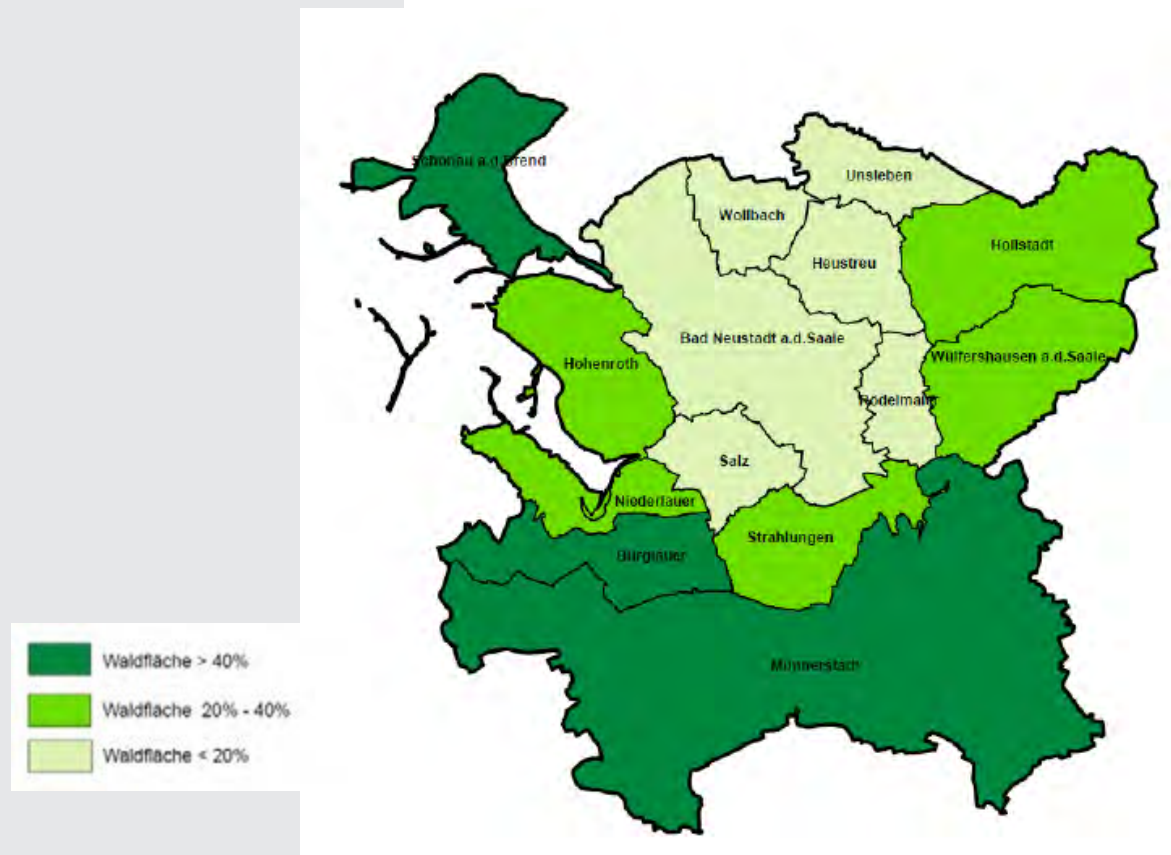 Schönau a.d.Brend
Unsleben
Wollbach
Hollstadt
Heustreu
Bad Neustadt a.d.Saale
Wülfershausen a.d.Saale
Hohenroth
Rödelmaier
Salz
Niederlauer
Strahlungen
Burglauer
Münnerstadt
Waldfläche > 40%
Waldfläche 20% - 40%
Waldfläche < 20%